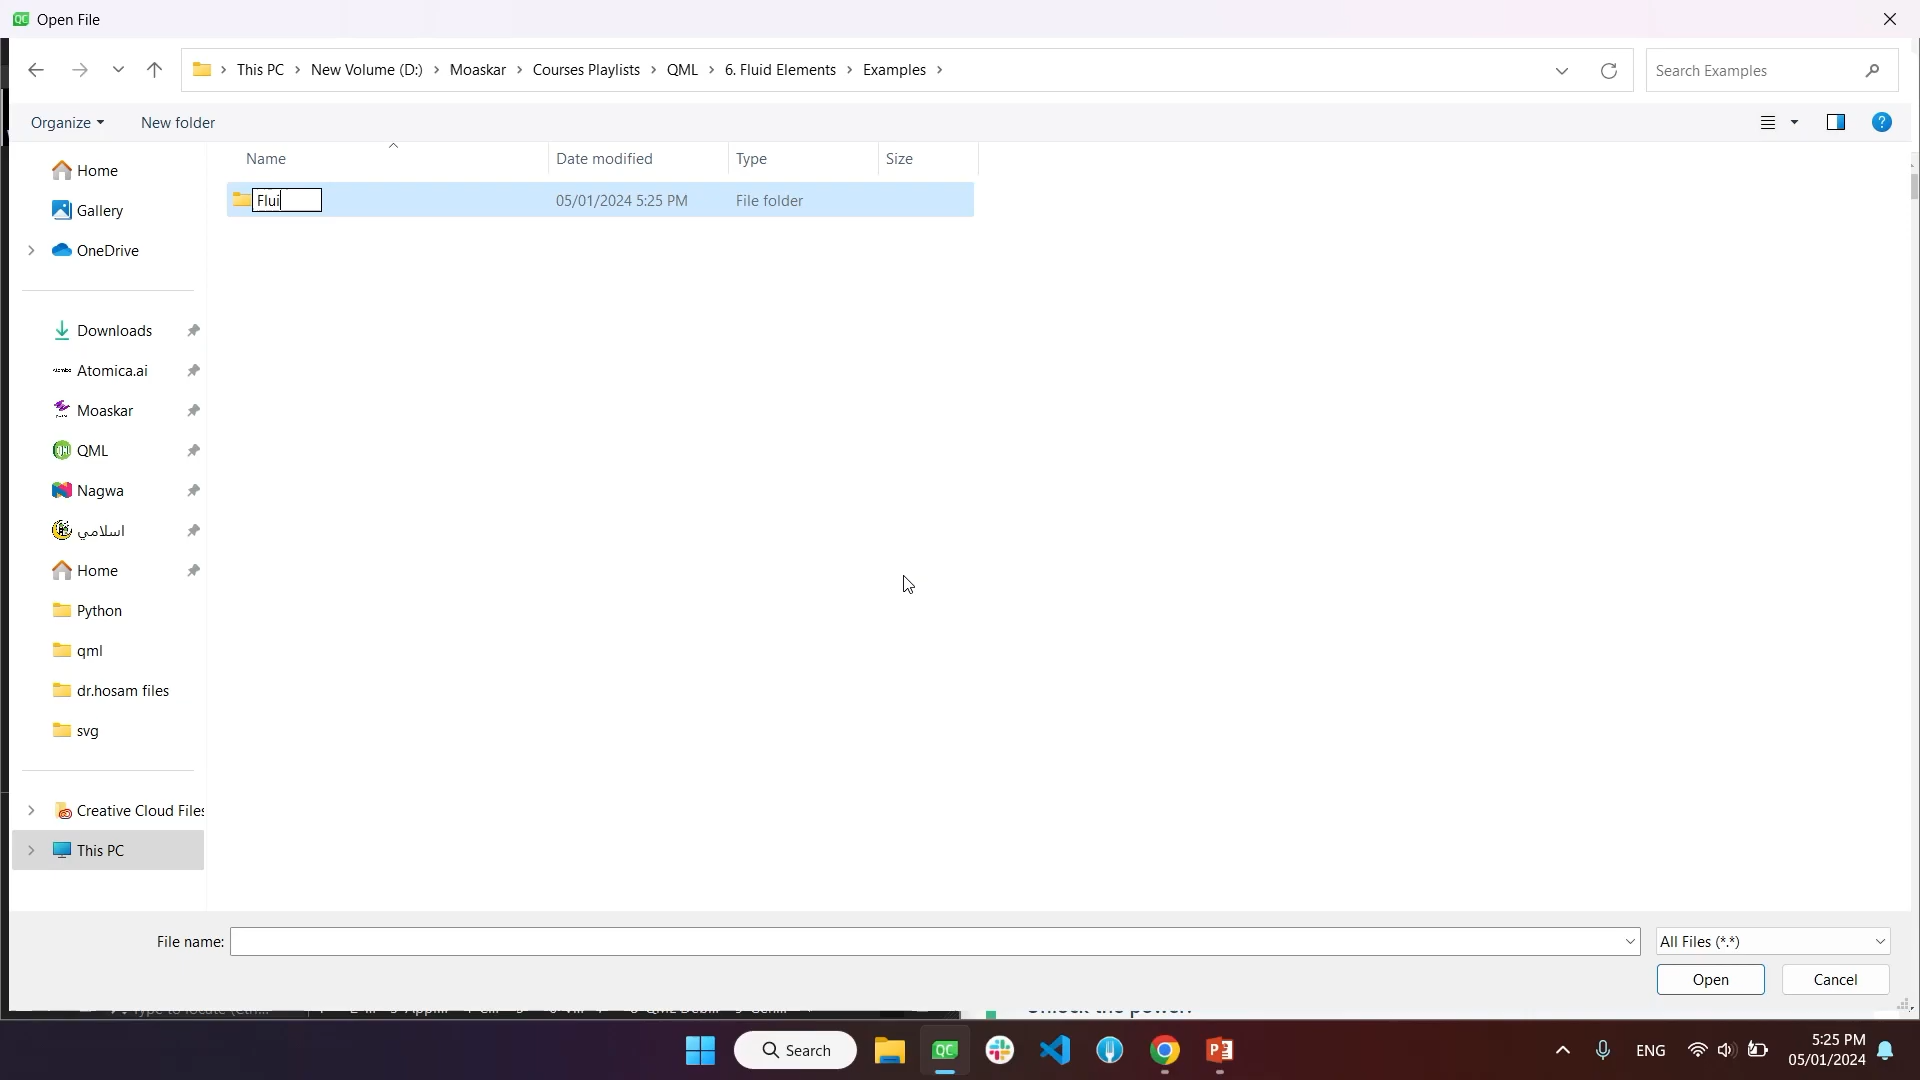 Open File
This PC > New Volume (D:) > Moaskar > Courses Playlists > QML > 6. Fluid Elements > Examples >
Search Examples
Organize
New folder
Name
Date modified
Type
Size
Flui
05/01/2024 5:25 PM
File folder
Home
Gallery
OneDrive
Downloads
Atomica.ai
Moaskar
QML
Nagwa
اسلامي
Home
Python
qml
dr.hosam files
svg
Creative Cloud Files
This PC
File name:
All Files (*.*)
Open
Cancel
Search
ENG
5:25 PM
05/01/2024